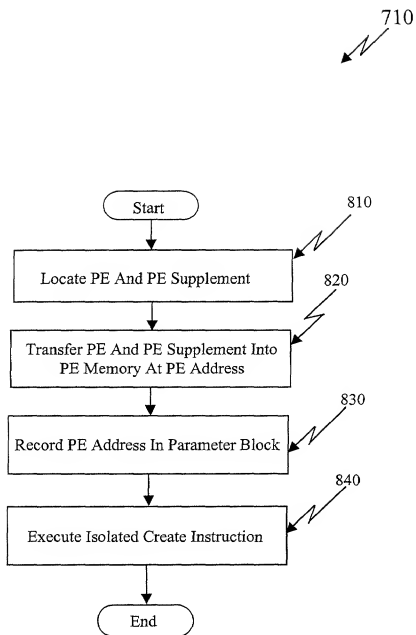 710
Start
810
Locate PE And PE Supplement
820
Transfer PE And PE Supplement Into
PE Memory At PE Address
830
Record PE Address In Parameter Block
840
Execute Isolated Create Instruction
End